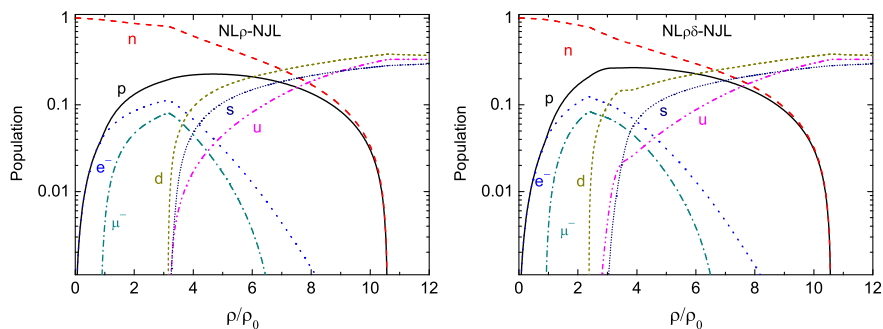 NLρ-NJL
Population
1
0.1
0.01
n
p
e⁻
μ⁻
d
s
u
0 2 4 6 8 10 12
ρ/ρ₀
NLρδ-NJL
Population
1
0.1
0.01
n
p
e⁻
μ⁻
d
s
u
0 2 4 6 8 10 12
ρ/ρ₀